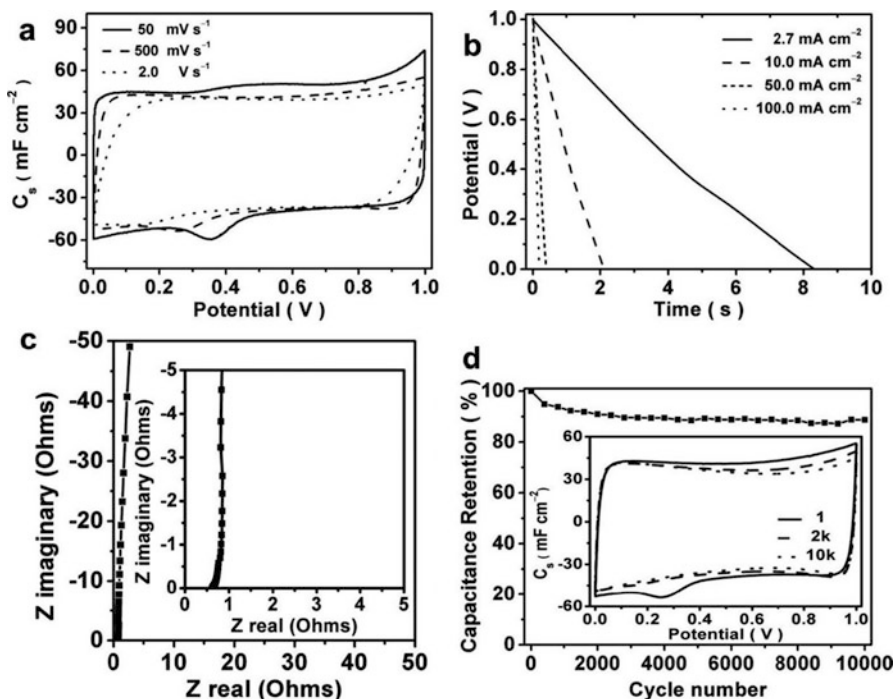 a
50 mV s⁻¹
500 mV s⁻¹
2.0 V s⁻¹
90
60
30
0
-30
-60
Cₛ ( mF cm⁻²)
0.0 0.2 0.4 0.6 0.8 1.0
Potential ( V )
b
2.7 mA cm⁻²
10.0 mA cm⁻²
50.0 mA cm⁻²
100.0 mA cm⁻²
1.0
0.8
0.6
0.4
0.2
0.0
Potential ( V )
0 2 4 6 8 10
Time ( s )
c
-50
-40
-30
-20
-10
0
Z imaginary (Ohms)
0 10 20 30 40 50
Z real (Ohms)
-5
-4
-3
-2
-1
0
Z imaginary (Ohms)
0 1 2 3 4 5
Z real (Ohms)
d
100
80
60
40
20
0
Capacitance Retention ( % )
0 2000 4000 6000 8000 10000
Cycle number
60
30
0
-30
-60
Cₛ ( mF cm⁻²)
1
2k
10k
0.0 0.2 0.4 0.6 0.8 1.0
Potential ( V )